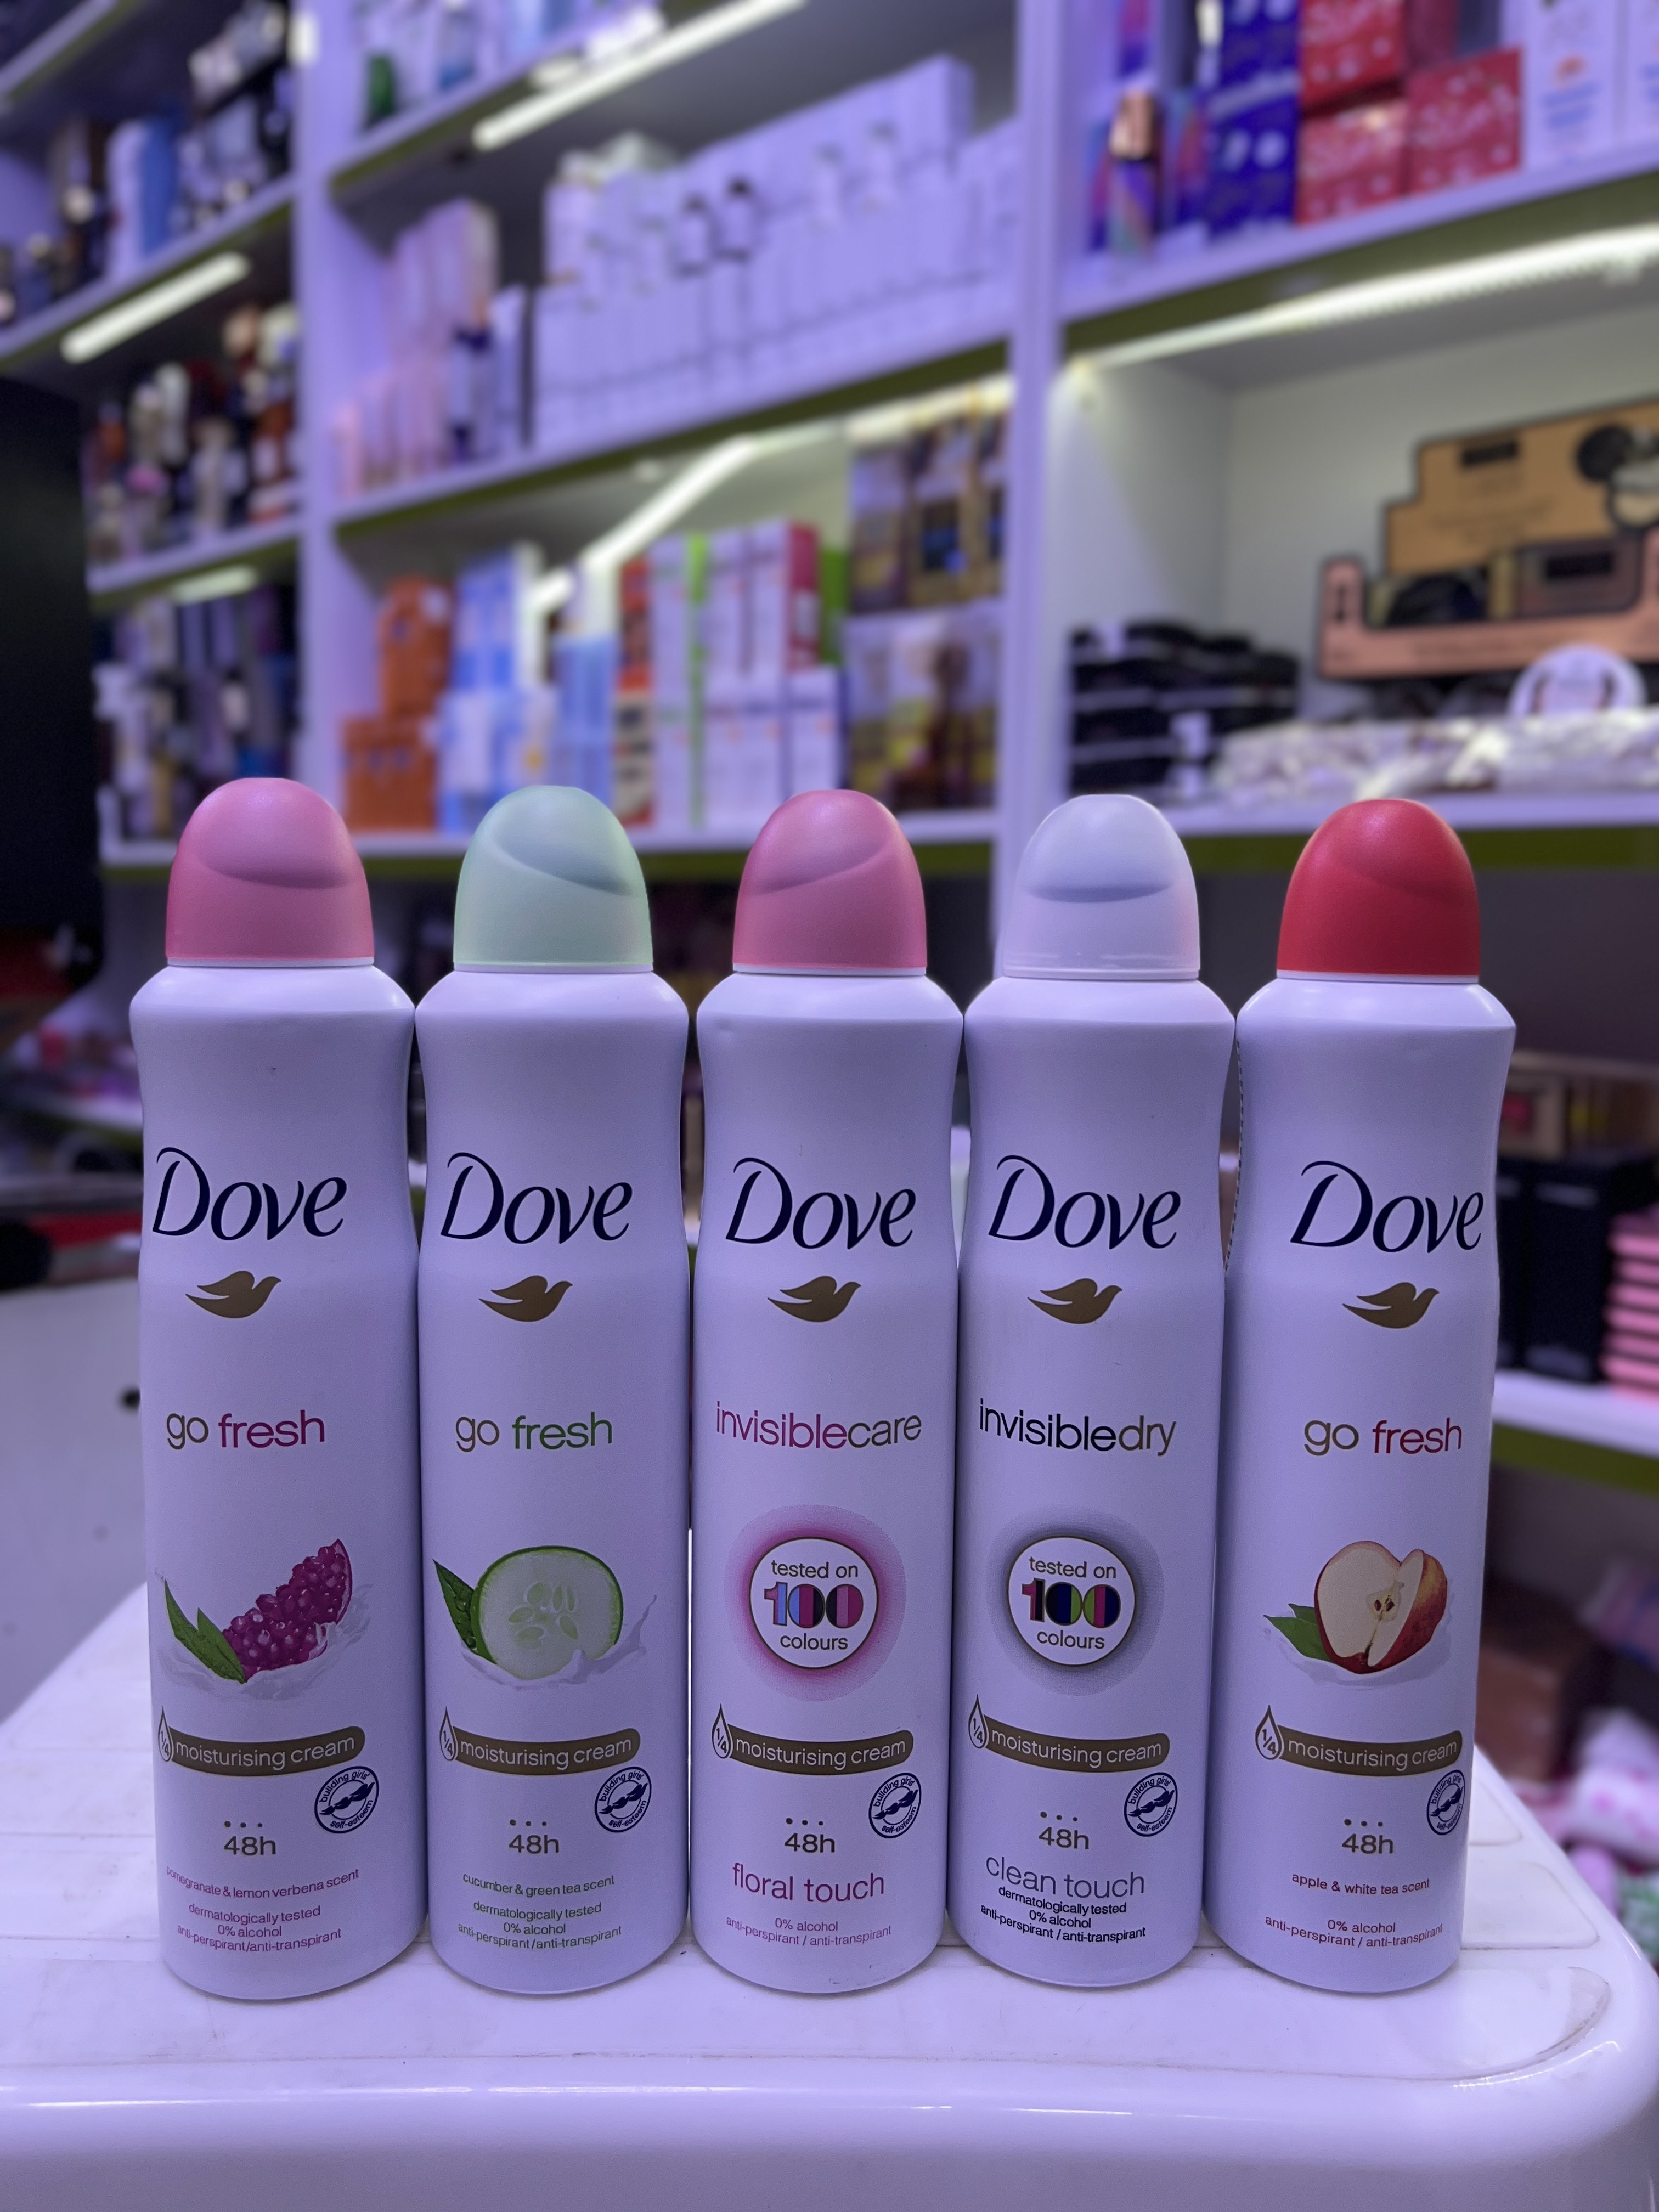 Dove
go fresh
1/4 moisturising cream
building girls' self-esteem
48h
pomegranate & lemon verbena scent
dermatologically tested
0% alcohol
anti-perspirant/anti-transpirant
Dove
go fresh
1/4 moisturising cream
building girls' self-esteem
48h
cucumber & green tea scent
dermatologically tested
0% alcohol
anti-perspirant/anti-transpirant
Dove
invisiblecare
tested on
100
colours
1/4 moisturising cream
building girls' self-esteem
48h
floral touch
0% alcohol
anti-perspirant / anti-transpirant
Dove
invisibledry
tested on
100
colours
1/4 moisturising cream
building girls' self-esteem
48h
clean touch
dermatologically tested
0% alcohol
anti-perspirant / anti-transpirant
Dove
go fresh
1/4 moisturising cream
building girls' self-esteem
48h
apple & white tea scent
0% alcohol
anti-perspirant / anti-transpirant